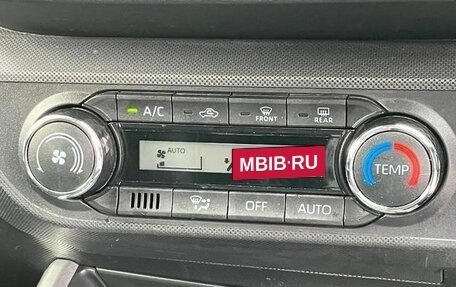 A/C
FRONT
REAR
AUTO
MBIB·RU
TEMP
OFF
AUTO